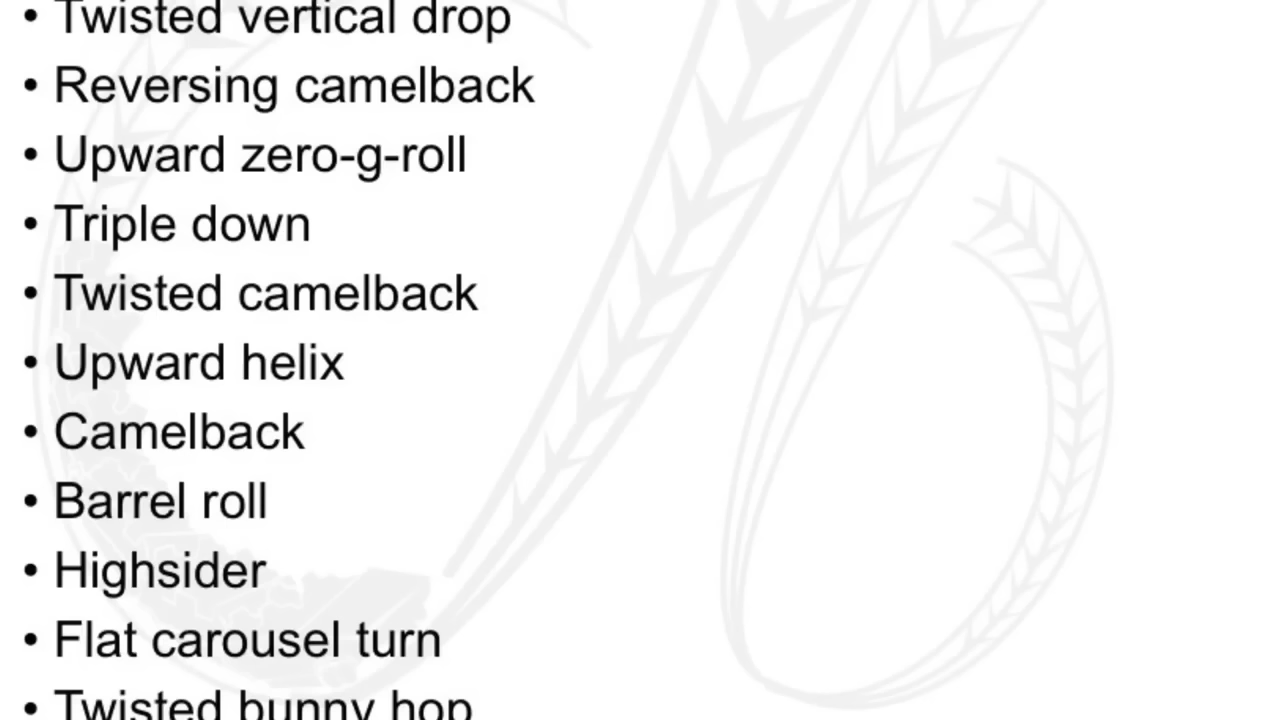 • Twisted vertical drop
• Reversing camelback
• Upward zero-g-roll
• Triple down
• Twisted camelback
• Upward helix
• Camelback
• Barrel roll
• Highsider
• Flat carousel turn
• Twisted bunny hop